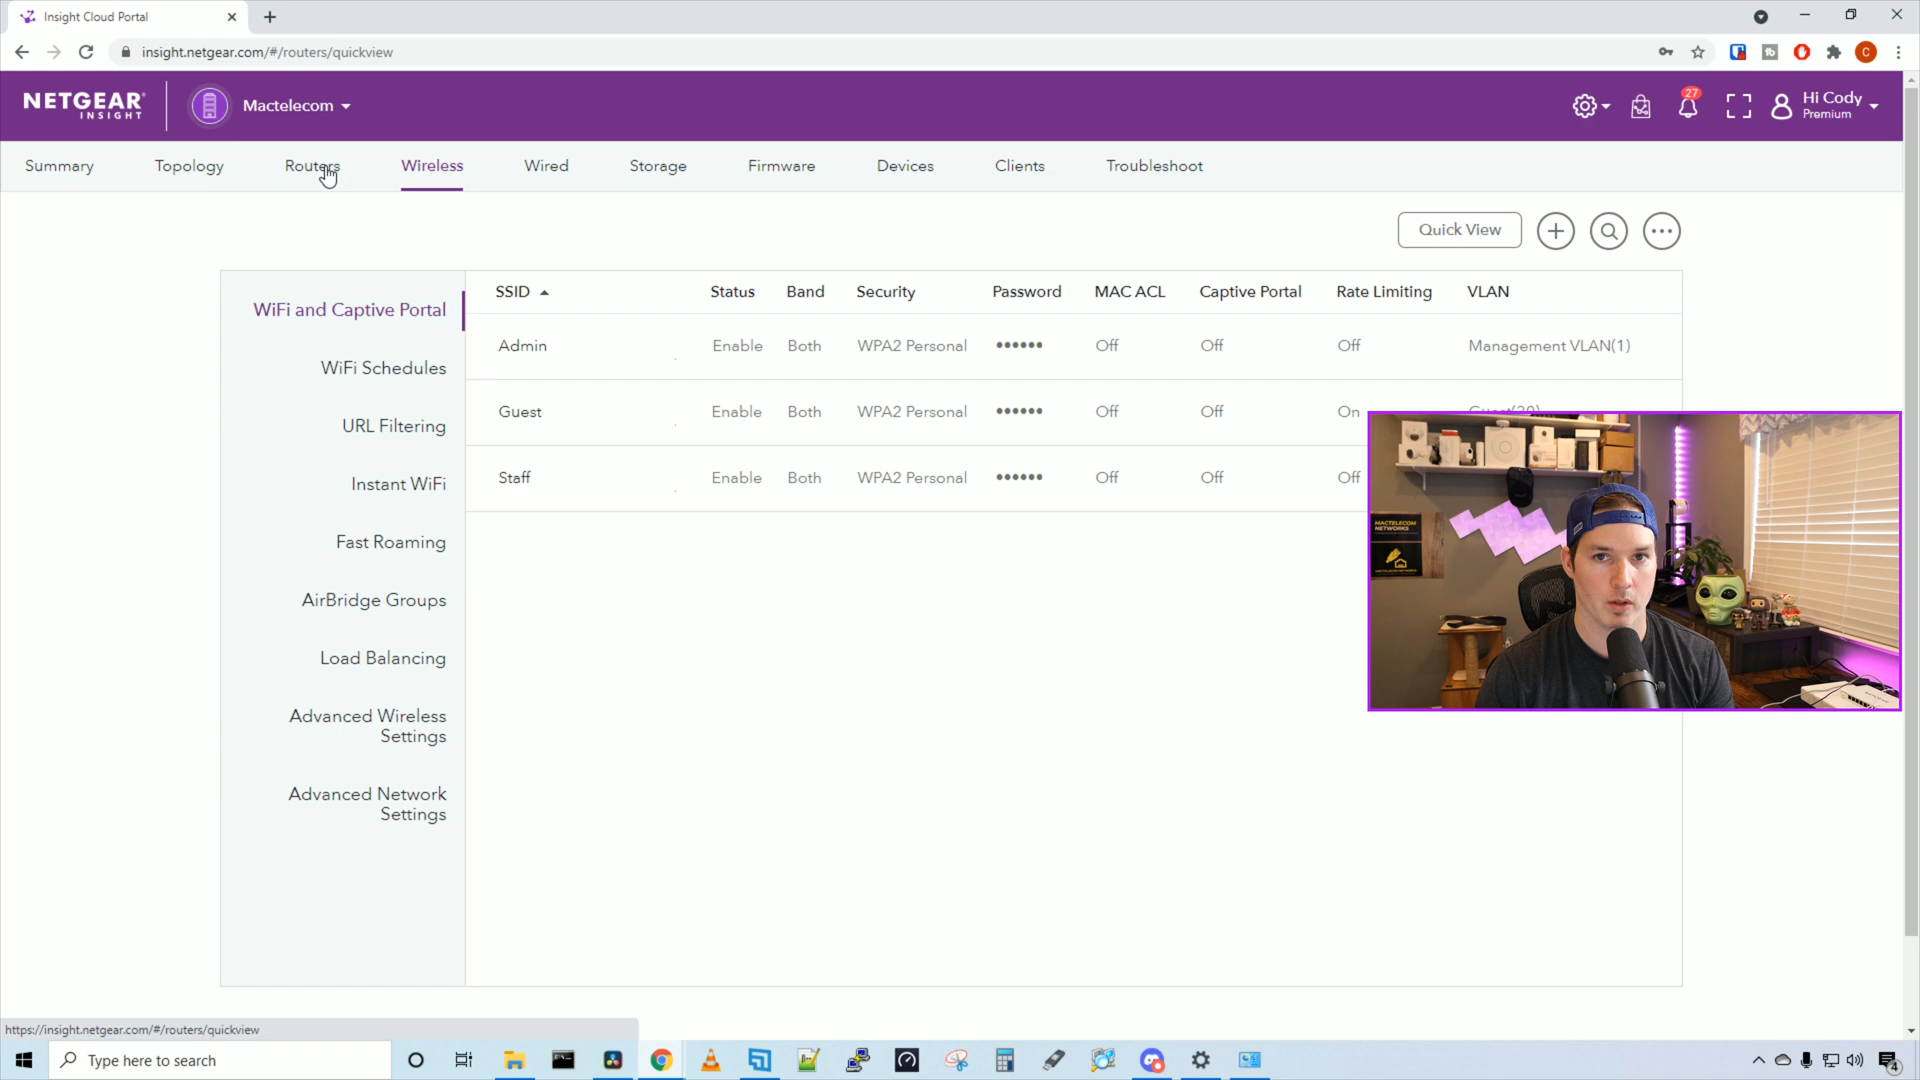 Insight Cloud Portal
insight.netgear.com/#/routers/quickview
NETGEAR
INSIGHT
Mactelecom
27
Hi Cody
Premium
Summary Topology Routers Wireless Wired Storage Firmware Devices Clients Troubleshoot
Quick View
WiFi and Captive Portal
WiFi Schedules
URL Filtering
Instant WiFi
Fast Roaming
AirBridge Groups
Load Balancing
Advanced Wireless
Settings
Advanced Network
Settings
SSID Status Band Security Password MAC ACL Captive Portal Rate Limiting VLAN
Admin Enable Both WPA2 Personal •••••• Off Off Off Management VLAN(1)
Guest Enable Both WPA2 Personal •••••• Off Off On
Staff Enable Both WPA2 Personal •••••• Off Off Off
MACTELECOM
NETWORKS
https://insight.netgear.com/#/routers/quickview
Type here to search
4